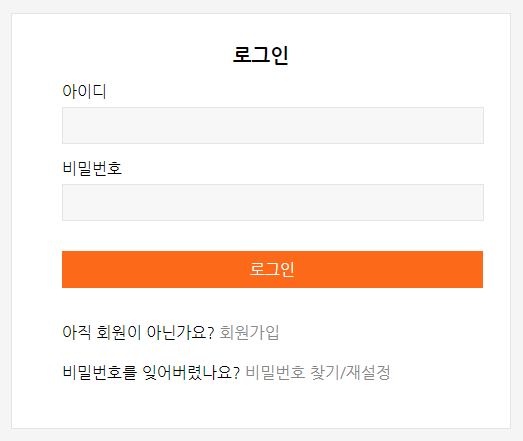 로그인
아이디
비밀번호
로그인
아직 회원이 아닌가요? 회원가입
비밀번호를 잊어버렸나요? 비밀번호 찾기/재설정